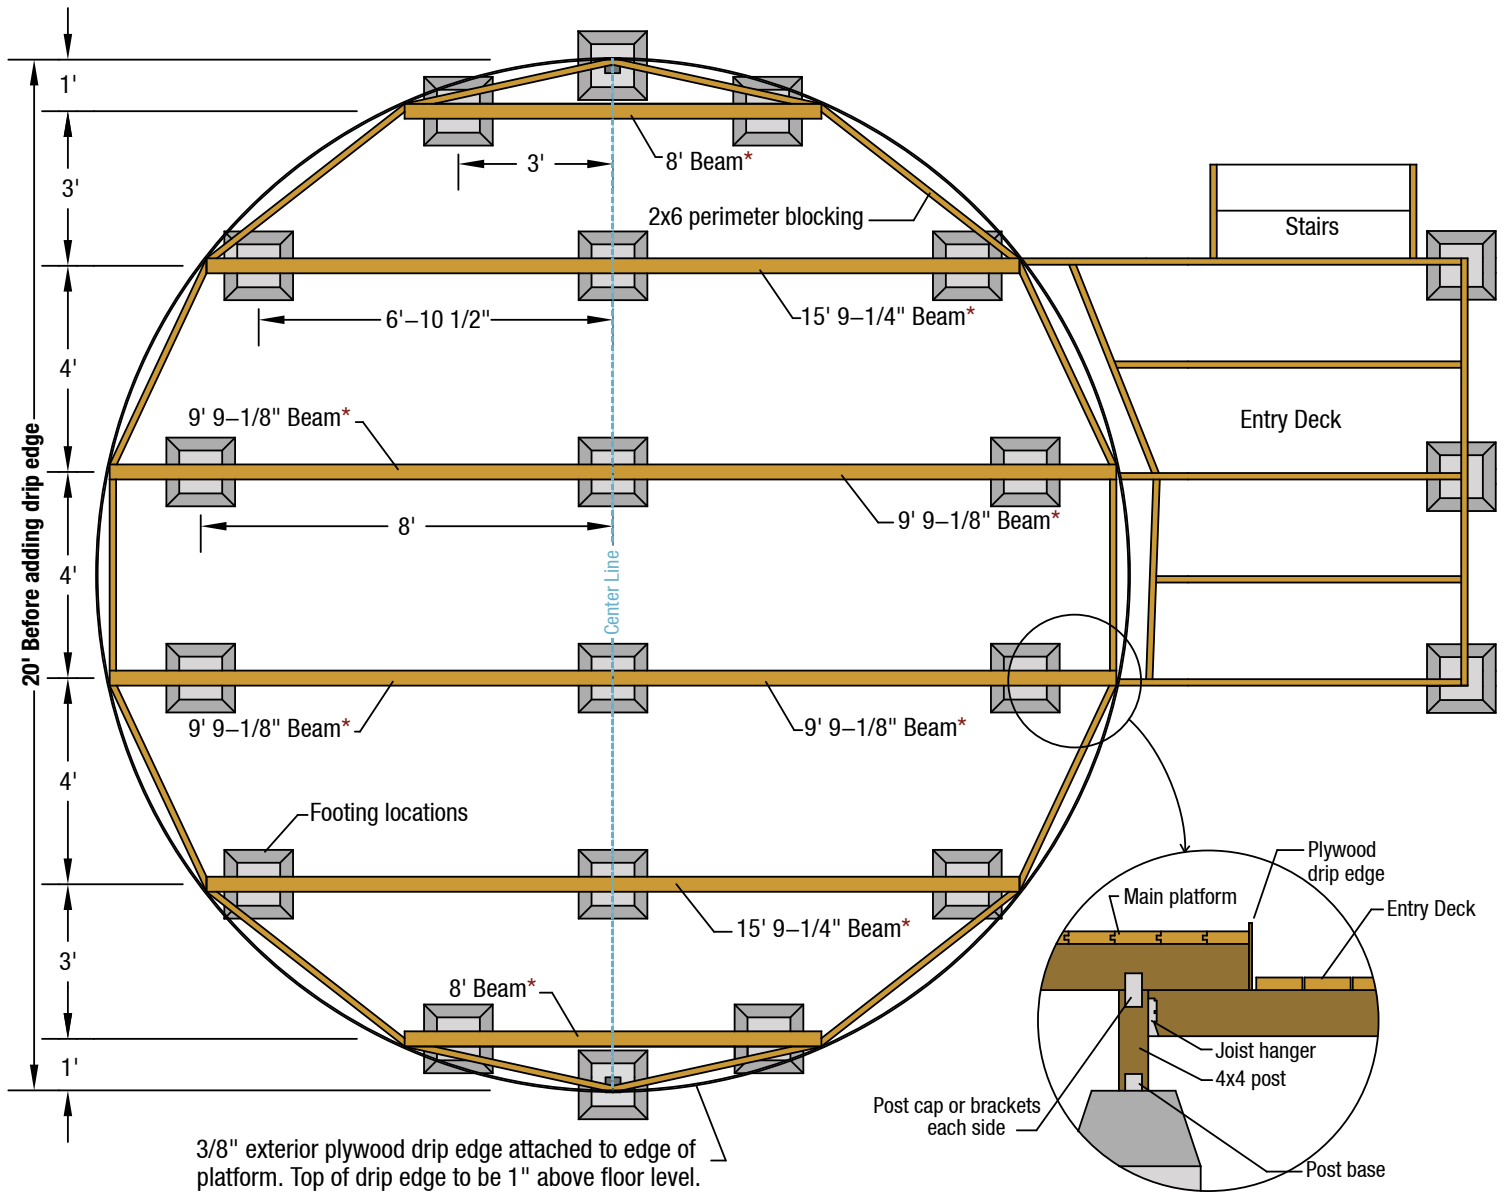 1'
3'
8' Beam*
3'
2x6 perimeter blocking
Stairs
6'–10 1/2"
15' 9–1/4" Beam*
4'
9' 9–1/8" Beam*
Entry Deck
20' Before adding drip edge
8'
9' 9–1/8" Beam*
4'
Center Line
9' 9–1/8" Beam*
9' 9–1/8" Beam*
4'
Footing locations
Plywood
drip edge
Main platform
Entry Deck
15' 9–1/4" Beam*
3'
8' Beam*
Joist hanger
1'
4x4 post
Post cap or brackets
each side
3/8" exterior plywood drip edge attached to edge of
platform. Top of drip edge to be 1" above floor level.
Post base